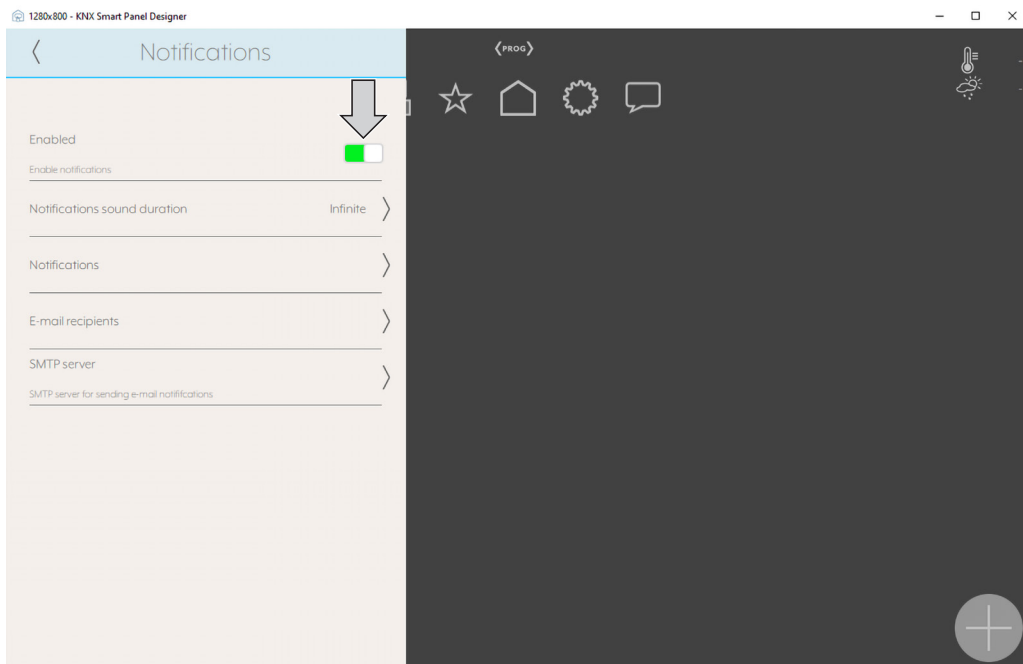 1280x800 - KNX Smart Panel Designer
Notifications
PROG
Enabled
Enable notifications
Notifications sound duration
Infinite
Notifications
E-mail recipients
SMTP server
SMTP server for sending e-mail notififcations